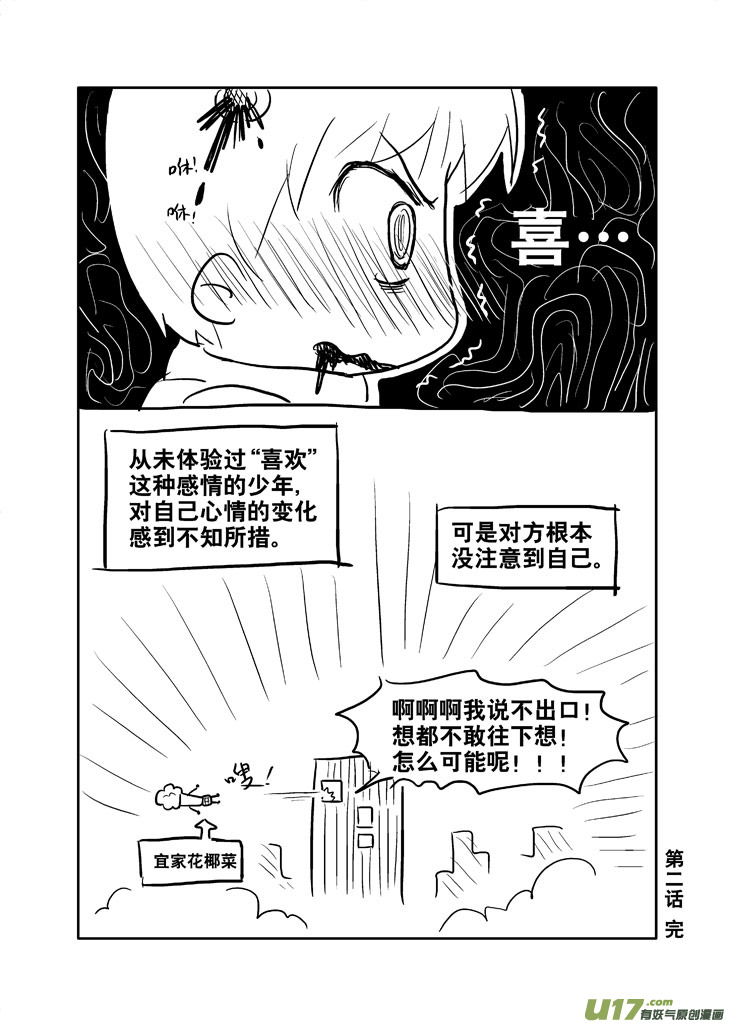 咻!
咻!
喜…
从未体验过“喜欢”
这种感情的少年,
对自己心情的变化
感到不知所措。
可是对方根本
没注意到自己。
啊啊啊我说不出口!
想都不敢往下想!
怎么可能呢!!!
嗖!
宜家花椰菜
第二话 完
U17.com
有妖气原创漫画